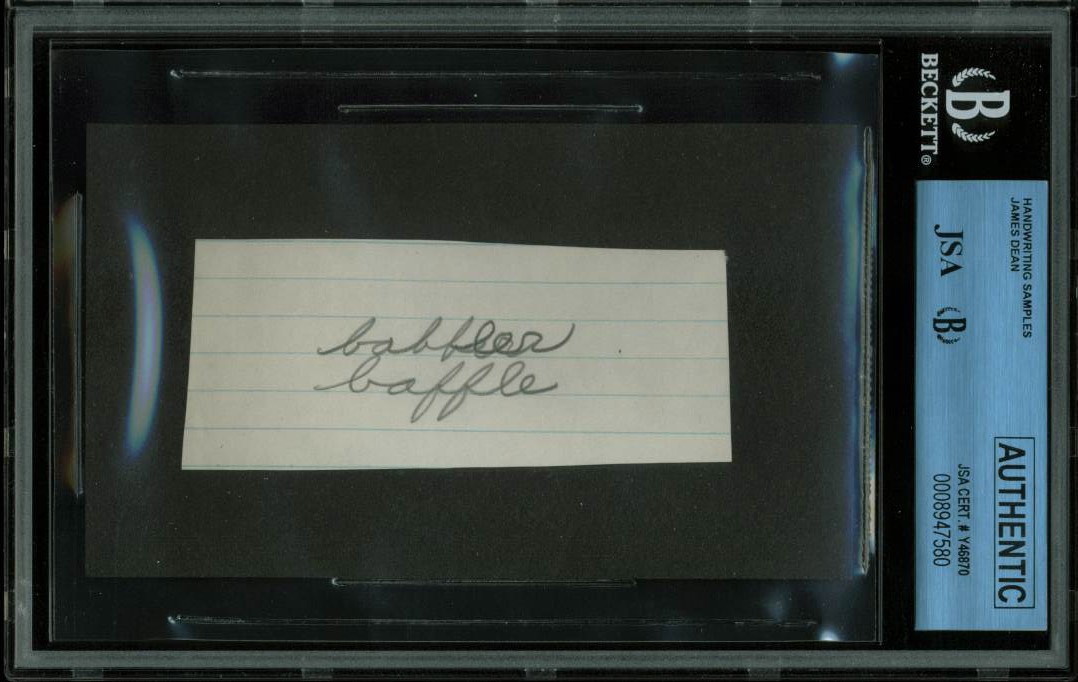 babbler
baffle
B
BECKETT®
HANDWRITING SAMPLES
JAMES DEAN
JSA B
AUTHENTIC
JSA CERT. # Y46870
0008947580